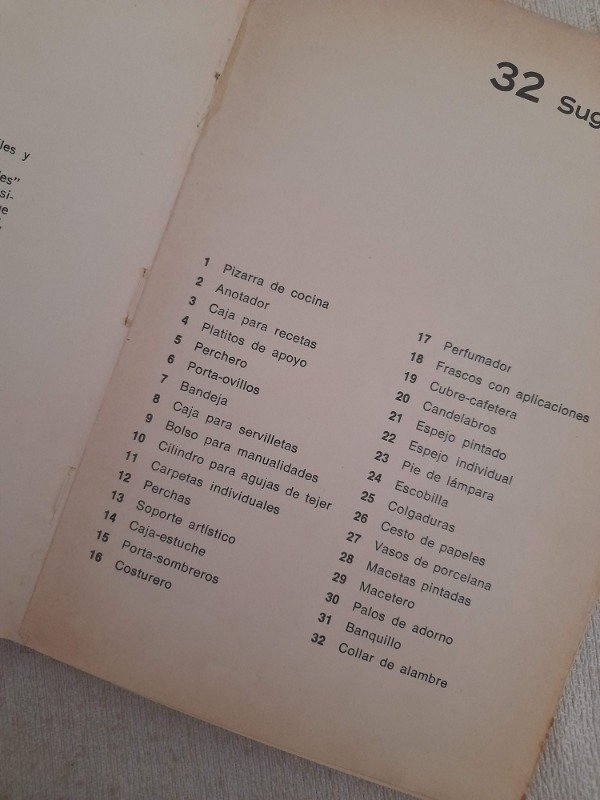 y
32
1 Pizarra de cocina
2 Anotador
3 Caja para recetas
4 Platitos de apoyo
5 Perchero
6 Porta-ovillos
7 Bandeja
8 Caja para servilletas
9 Bolso para manualidades
10 Cilindro para agujas de tejer
11 Carpetas individuales
12 Perchas
13 Soporte artístico
14 Caja-estuche
15 Porta-sombreros
16 Costurero
17 Perfumador
18 Frascos con aplicaciones
19 Cubre-cafetera
20 Candelabros
21 Espejo pintado
22 Espejo individual
23 Pie de lámpara
24 Escobilla
25 Colgaduras
26 Cesto de papeles
27 Vasos de porcelana
28 Macetas pintadas
29 Macetero
30 Palos de adorno
31 Banquillo
32 Collar de alambre